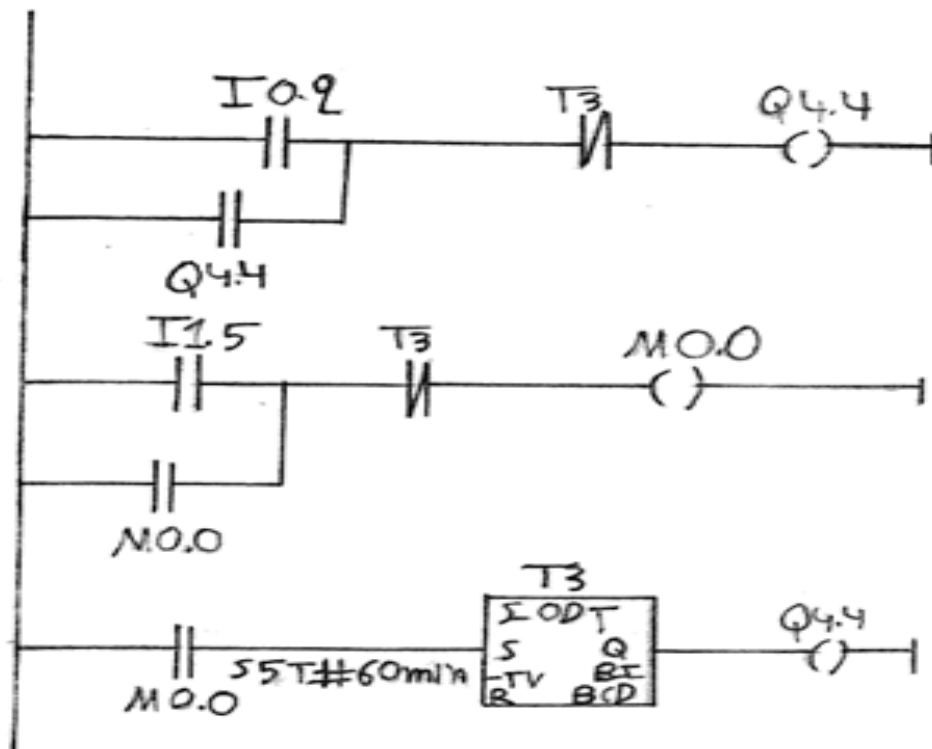 I0.2
T3
Q4.4
Q4.4
I1.5
T3
M0.0
M0.0
T3
I ODT
S Q
TV BI
R BCD
Q4.4
S5T#60min
M0.0